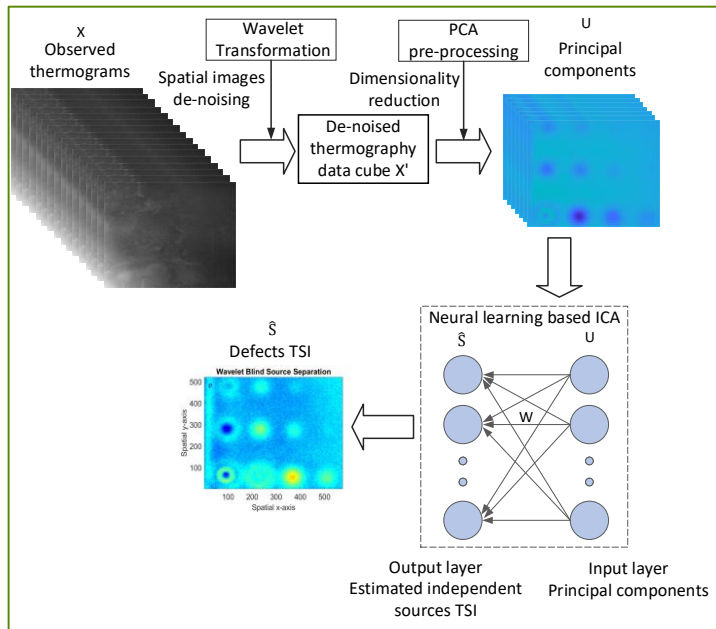 X
Observed
thermograms
Wavelet
Transformation
Spatial images
de-noising
PCA
pre-processing
Dimensionality
reduction
U
Principal
components
De-noised
thermography
data cube X'
Neural learning based ICA
Ŝ
U
W
Output layer
Estimated independent
sources TSI
Input layer
Principal components
Ŝ
Defects TSI
Wavelet Blind Source Separation
Spatial y-axis
500
400
300
200
100
100
200
300
400
500
Spatial x-axis